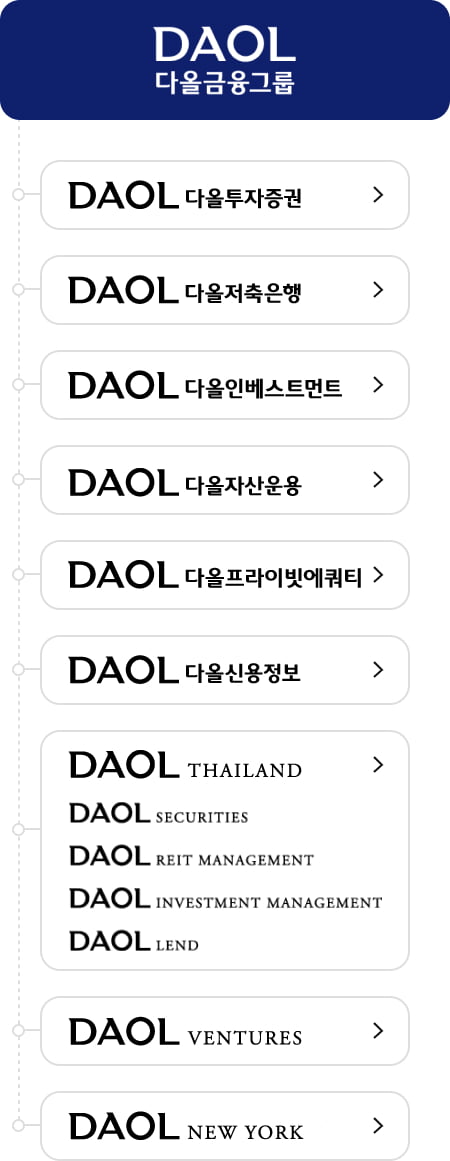 DAOL
다올금융그룹
DAOL 다올투자증권
DAOL 다올저축은행
DAOL 다올인베스트먼트
DAOL 다올자산운용
DAOL 다올프라이빗에쿼티
DAOL 다올신용정보
DAOL THAILAND
DAOL SECURITIES
DAOL REIT MANAGEMENT
DAOL INVESTMENT MANAGEMENT
DAOL LEND
DAOL VENTURES
DAOL NEW YORK